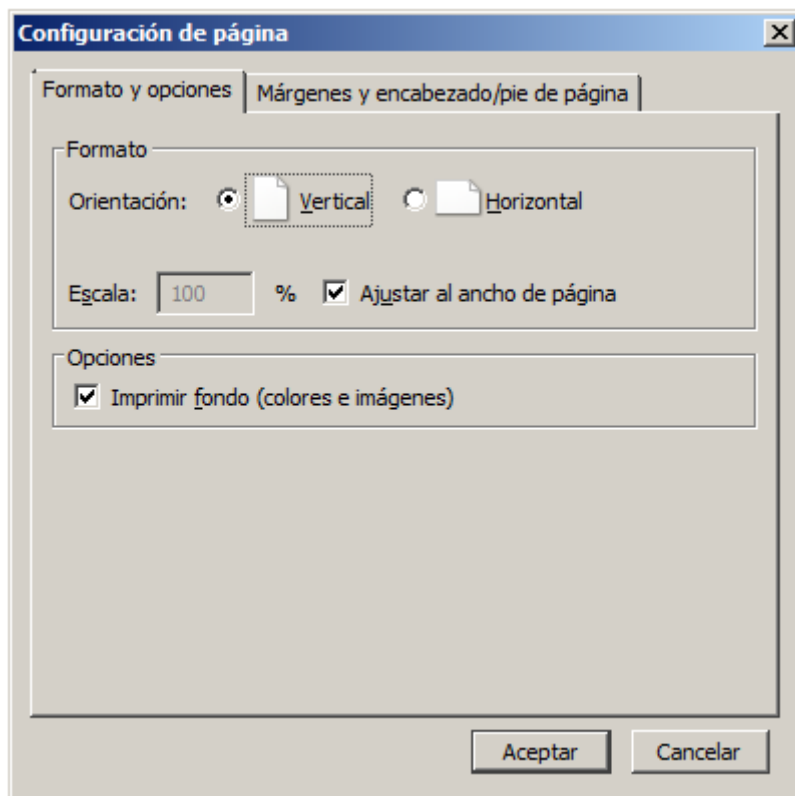 Configuración de página
Formato y opciones Márgenes y encabezado/pie de página
Formato
Orientación: Vertical Horizontal
Escala: 100 % Ajustar al ancho de página
Opciones
Imprimir fondo (colores e imágenes)
Aceptar Cancelar